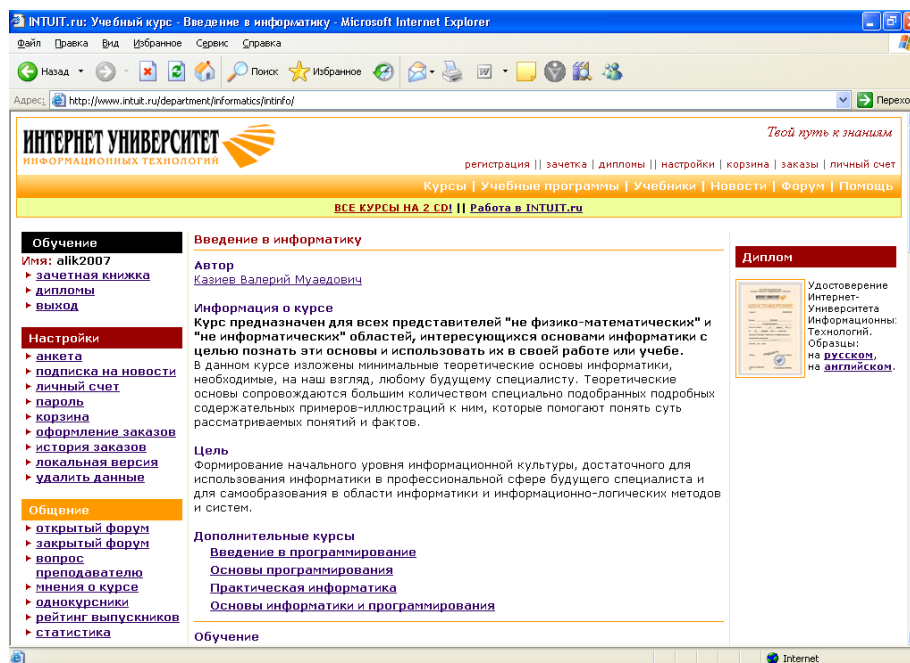 INTUIT.ru: Учебный курс - Введение в информатику - Microsoft Internet Explorer
Файл Правка Вид Избранное Сервис Справка
Назад Поиск Избранное
Адрес: http://www.intuit.ru/department/informatics/intinfo/ Перехо
ИНТЕРНЕТ УНИВЕРСИТЕТ
ИНФОРМАЦИОННЫХ ТЕХНОЛОГИЙ
Твой путь к знаниям
регистрация || зачетка | дипломы || настройки | корзина | заказы | личный счет
Курсы | Учебные программы | Учебники | Новости | Форум | Помощь
ВСЕ КУРСЫ НА 2 CD! || Работа в INTUIT.ru
Обучение
Имя: alik2007
зачетная книжка
дипломы
выход
Настройки
анкета
подписка на новости
личный счет
пароль
корзина
оформление заказов
история заказов
локальная версия
удалить данные
Общение
открытый форум
закрытый форум
вопрос
преподавателю
мнения о курсе
однокурсники
рейтинг выпускников
статистика
Введение в информатику
Автор
Казиев Валерий Муаедович
Информация о курсе
Курс предназначен для всех представителей "не физико-математических" и
"не информатических" областей, интересующихся основами информатики с
целью познать эти основы и использовать их в своей работе или учебе.
В данном курсе изложены минимальные теоретические основы информатики,
необходимые, на наш взгляд, любому будущему специалисту. Теоретические
основы сопровождаются большим количеством специально подобранных подробных
содержательных примеров-иллюстраций к ним, которые помогают понять суть
рассматриваемых понятий и фактов.
Цель
Формирование начального уровня информационной культуры, достаточного для
использования информатики в профессиональной сфере будущего специалиста и
для самообразования в области информатики и информационно-логических методов
и систем.
Дополнительные курсы
Введение в программирование
Основы программирования
Практическая информатика
Основы информатики и программирования
Обучение
Диплом
Удостоверение
Интернет-
Университета
Информационны:
Технологий.
Образцы:
на русском,
на английском.
Internet